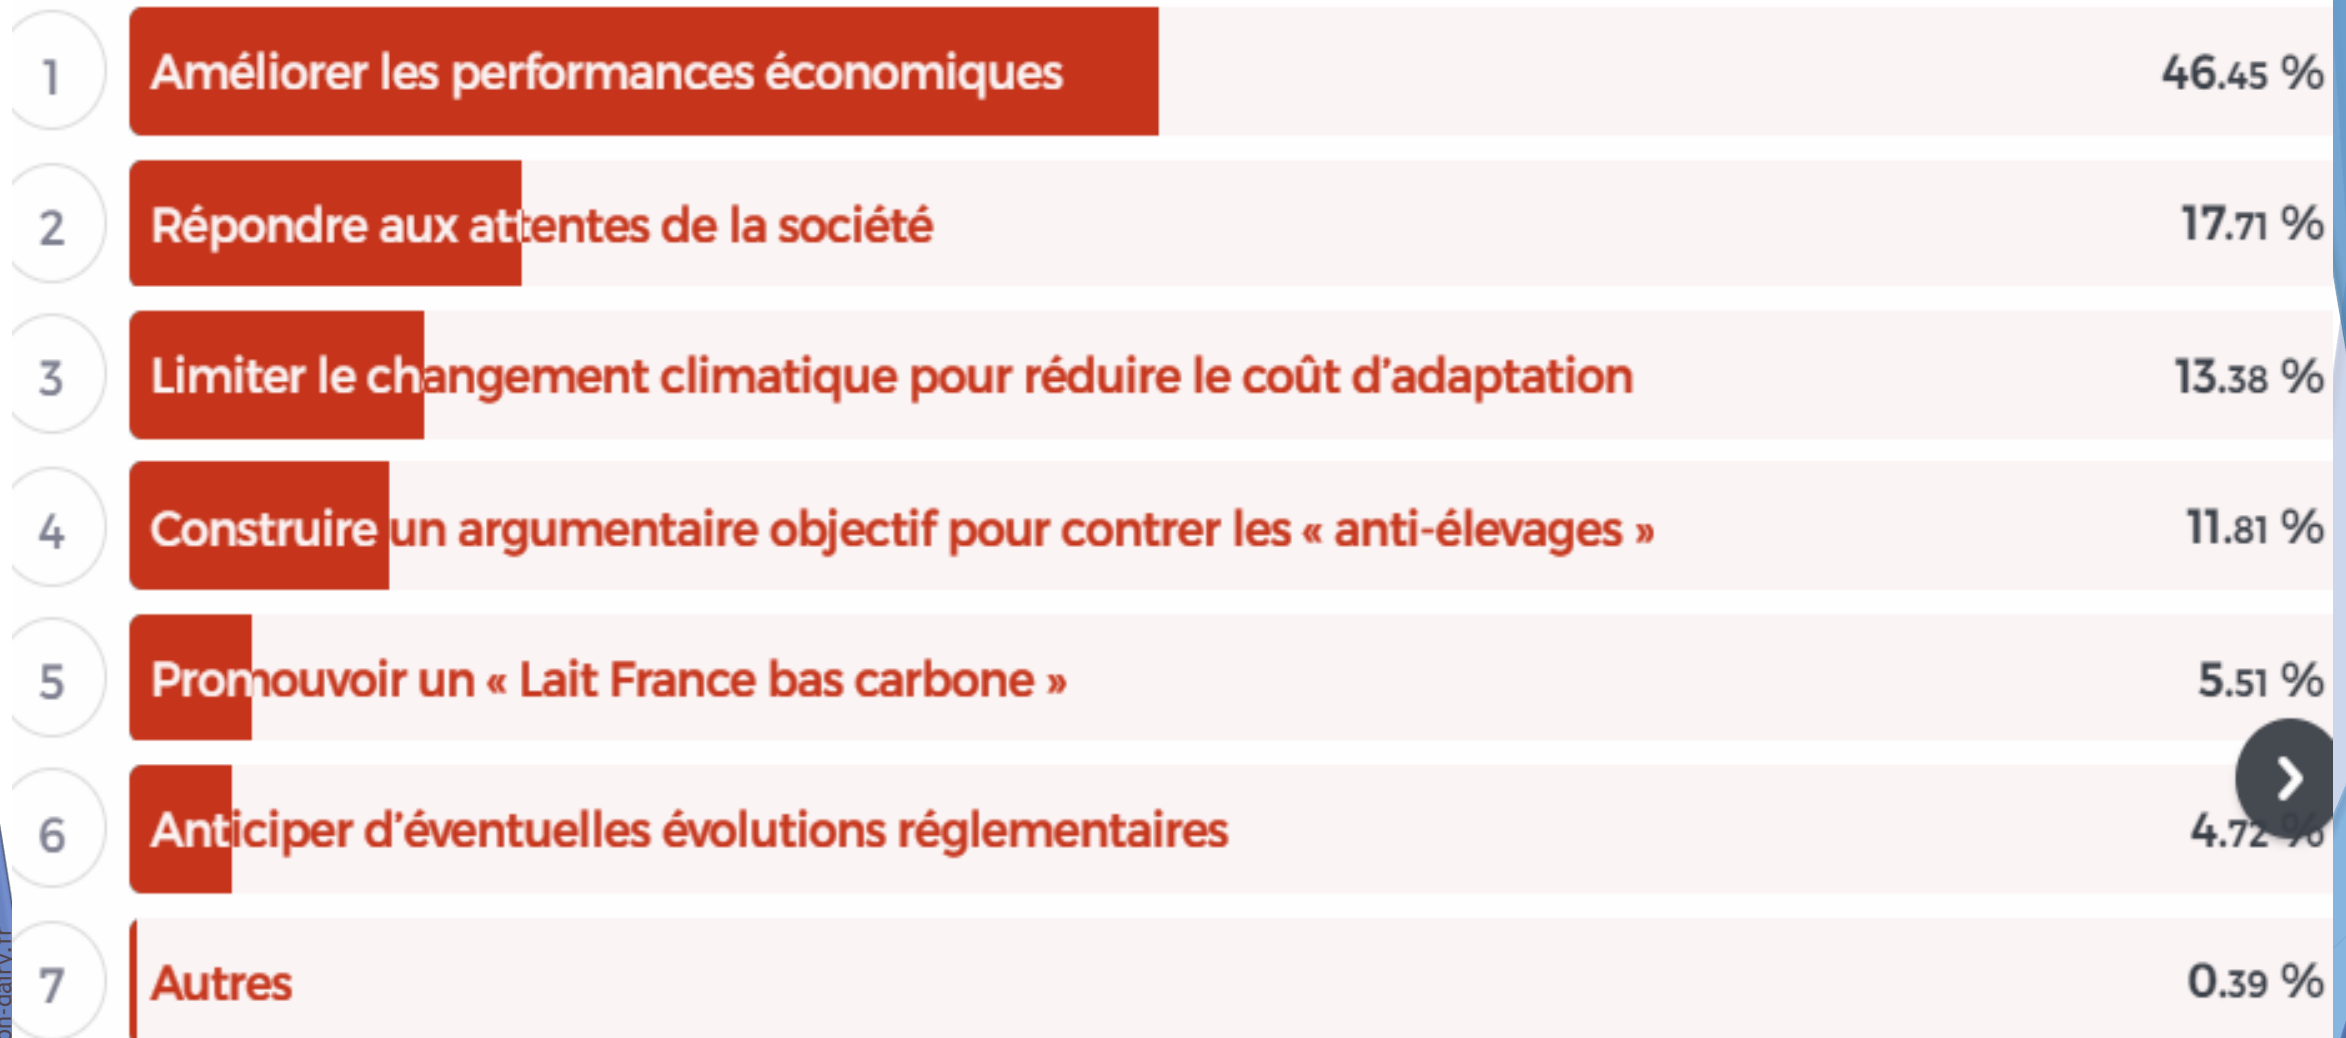 1 Améliorer les performances économiques 46.45 %
2 Répondre aux attentes de la société 17.71 %
3 Limiter le changement climatique pour réduire le coût d’adaptation 13.38 %
4 Construire un argumentaire objectif pour contrer les « anti-élevages » 11.81 %
5 Promouvoir un « Lait France bas carbone » 5.51 %
6 Anticiper d’éventuelles évolutions réglementaires 4.72 %
7 Autres 0.39 %